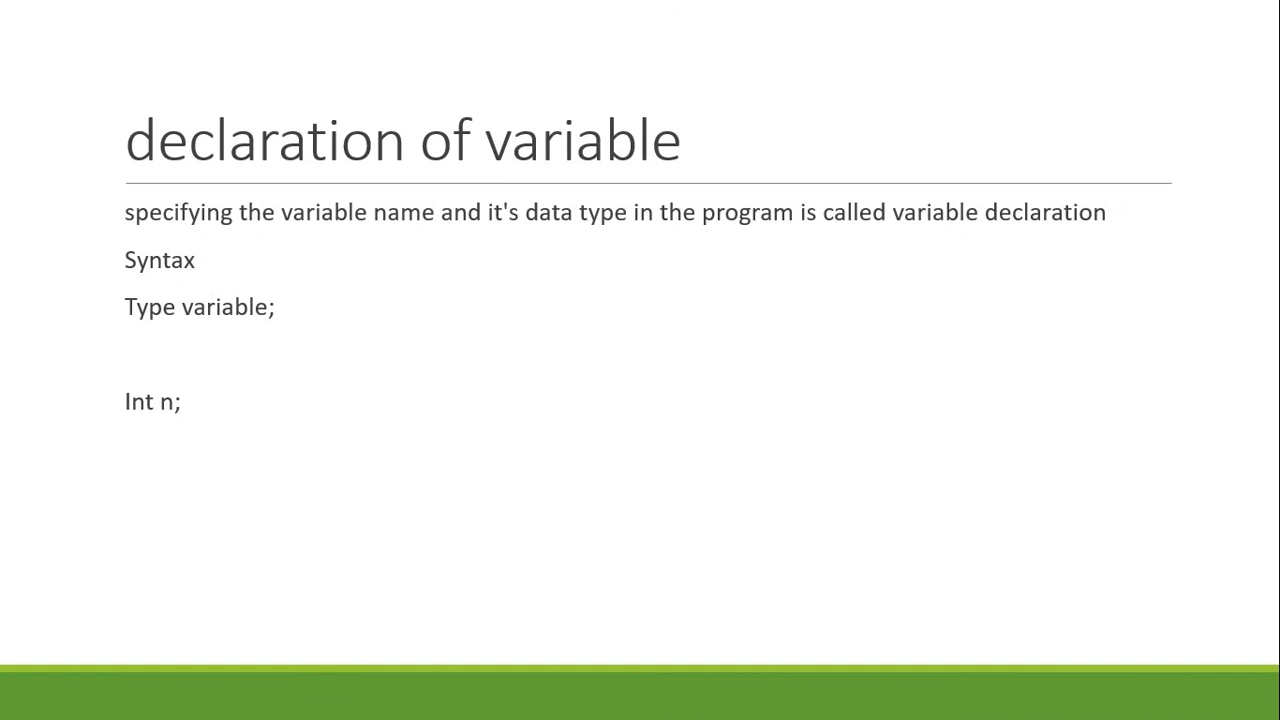 declaration of variable
specifying the variable name and it's data type in the program is called variable declaration
Syntax
Type variable;
Int n;